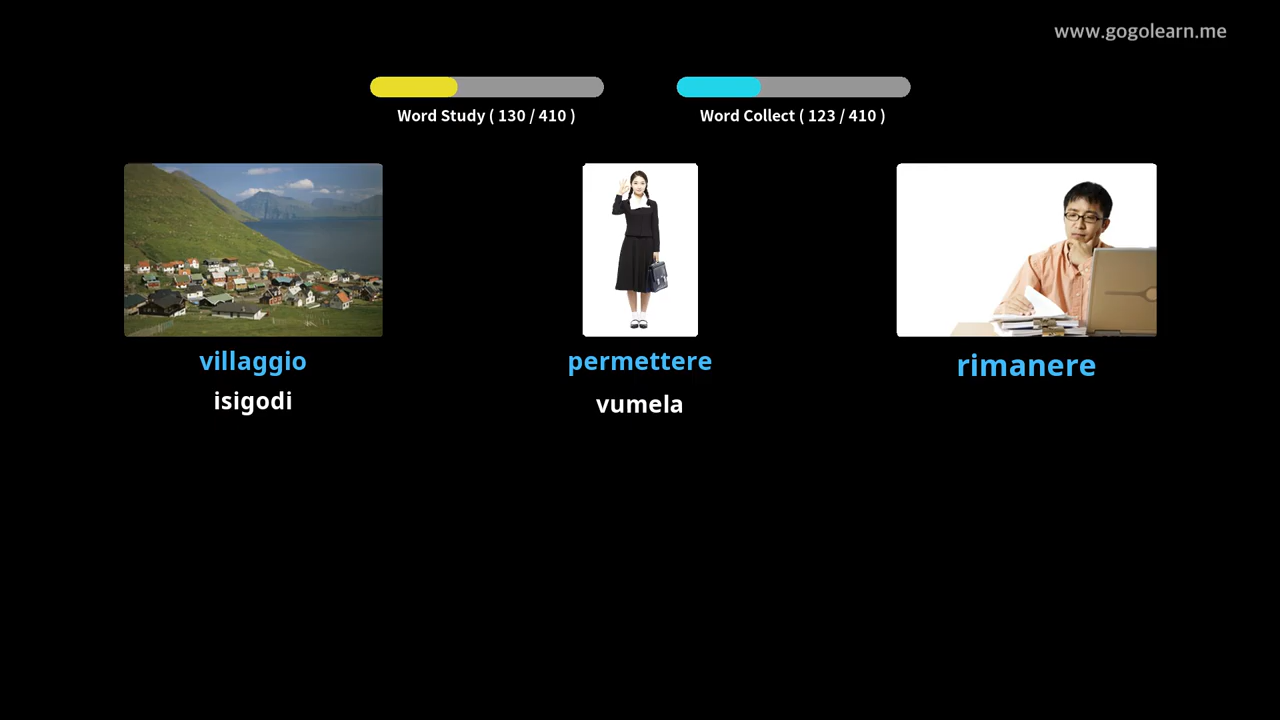 www.gogolearn.me
Word Study ( 130 / 410 )
Word Collect ( 123 / 410 )
villaggio
permettere
rimanere
isigodi
vumela